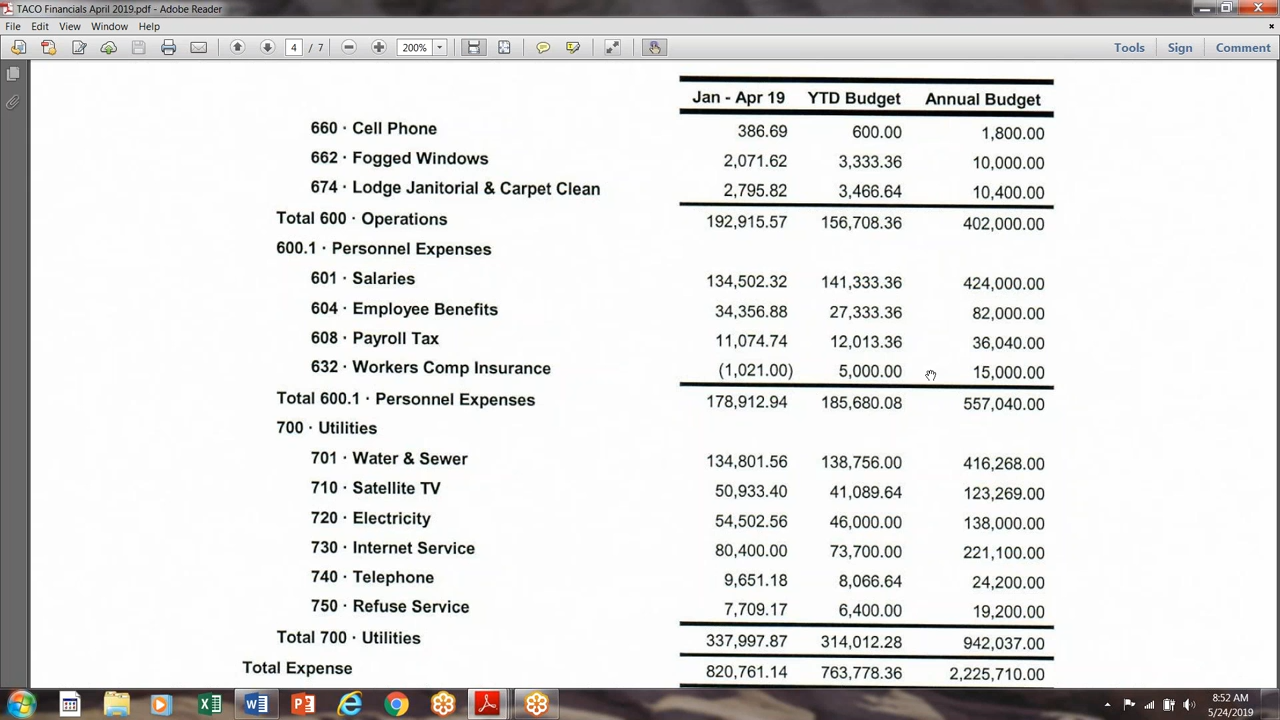 TACO Financials April 2019.pdf - Adobe Reader
File Edit View Window Help
4 / 7 200% Tools Sign Comment
Jan - Apr 19 YTD Budget Annual Budget
660 · Cell Phone 386.69 600.00 1,800.00
662 · Fogged Windows 2,071.62 3,333.36 10,000.00
674 · Lodge Janitorial & Carpet Clean 2,795.82 3,466.64 10,400.00
Total 600 · Operations 192,915.57 156,708.36 402,000.00
600.1 · Personnel Expenses
601 · Salaries 134,502.32 141,333.36 424,000.00
604 · Employee Benefits 34,356.88 27,333.36 82,000.00
608 · Payroll Tax 11,074.74 12,013.36 36,040.00
632 · Workers Comp Insurance (1,021.00) 5,000.00 15,000.00
Total 600.1 · Personnel Expenses 178,912.94 185,680.08 557,040.00
700 · Utilities
701 · Water & Sewer 134,801.56 138,756.00 416,268.00
710 · Satellite TV 50,933.40 41,089.64 123,269.00
720 · Electricity 54,502.56 46,000.00 138,000.00
730 · Internet Service 80,400.00 73,700.00 221,100.00
740 · Telephone 9,651.18 8,066.64 24,200.00
750 · Refuse Service 7,709.17 6,400.00 19,200.00
Total 700 · Utilities 337,997.87 314,012.28 942,037.00
Total Expense 820,761.14 763,778.36 2,225,710.00
8:52 AM
5/24/2019